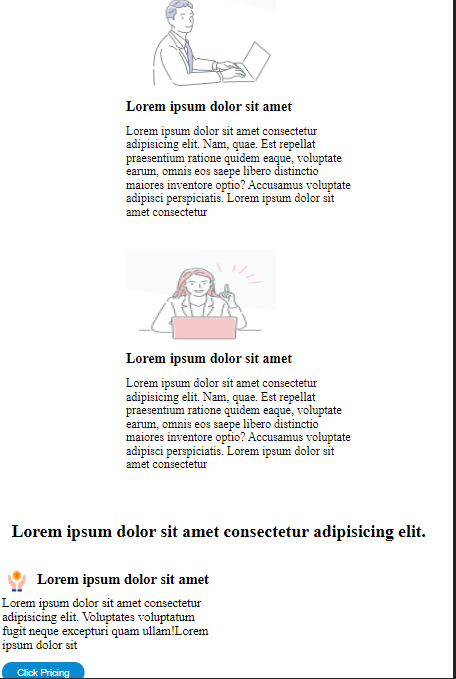 Lorem ipsum dolor sit amet
Lorem ipsum dolor sit amet consectetur
adipisicing elit. Nam, quae. Est repellat
praesentium ratione quidem eaque, voluptate
earum, omnis eos saepe libero distinctio
maiores inventore optio? Accusamus voluptate
adipisci perspiciatis. Lorem ipsum dolor sit
amet consectetur
Lorem ipsum dolor sit amet
Lorem ipsum dolor sit amet consectetur
adipisicing elit. Nam, quae. Est repellat
praesentium ratione quidem eaque, voluptate
earum, omnis eos saepe libero distinctio
maiores inventore optio? Accusamus voluptate
adipisci perspiciatis. Lorem ipsum dolor sit
amet consectetur
Lorem ipsum dolor sit amet consectetur adipisicing elit.
Lorem ipsum dolor sit amet
Lorem ipsum dolor sit amet consectetur
adipisicing elit. Voluptates voluptatum
fugit neque excepturi quam ullam!Lorem
ipsum dolor sit
Click Pricing